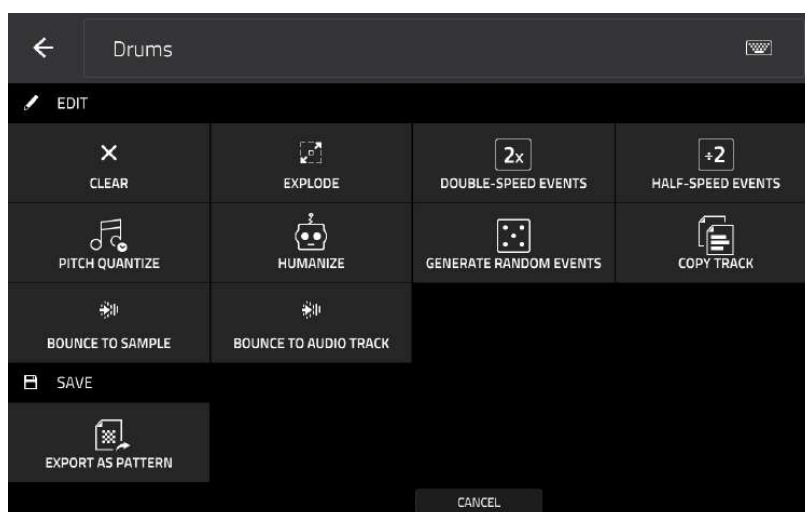 Drums
EDIT
CLEAR
EXPLODE
2x
DOUBLE-SPEED EVENTS
÷2
HALF-SPEED EVENTS
PITCH QUANTIZE
HUMANIZE
GENERATE RANDOM EVENTS
COPY TRACK
BOUNCE TO SAMPLE
BOUNCE TO AUDIO TRACK
SAVE
EXPORT AS PATTERN
CANCEL